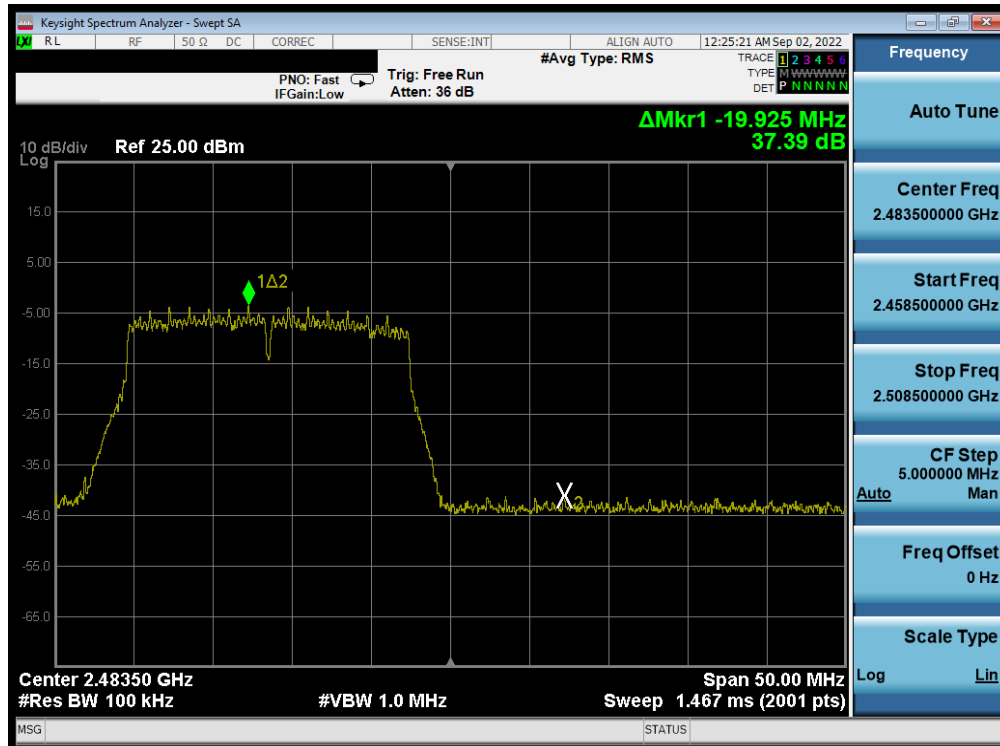 Keysight Spectrum Analyzer - Swept SA
LXI RL RF 50 Ω DC CORREC SENSE:INT ALIGN AUTO 12:25:21 AM Sep 02, 2022
PNO: Fast
IFGain:Low
Trig: Free Run
Atten: 36 dB
#Avg Type: RMS
TRACE 1 2 3 4 5 6
TYPE M WWWWW
DET P N N N N N
ΔMkr1 -19.925 MHz
37.39 dB
10 dB/div Ref 25.00 dBm
Log
15.0
5.00
-5.00
-15.0
-25.0
-35.0
-45.0
-55.0
-65.0
1Δ2
X2
Center 2.48350 GHz Span 50.00 MHz
#Res BW 100 kHz #VBW 1.0 MHz Sweep 1.467 ms (2001 pts)
MSG STATUS
Frequency
Auto Tune
Center Freq
2.483500000 GHz
Start Freq
2.458500000 GHz
Stop Freq
2.508500000 GHz
CF Step
5.000000 MHz
Auto Man
Freq Offset
0 Hz
Scale Type
Log Lin